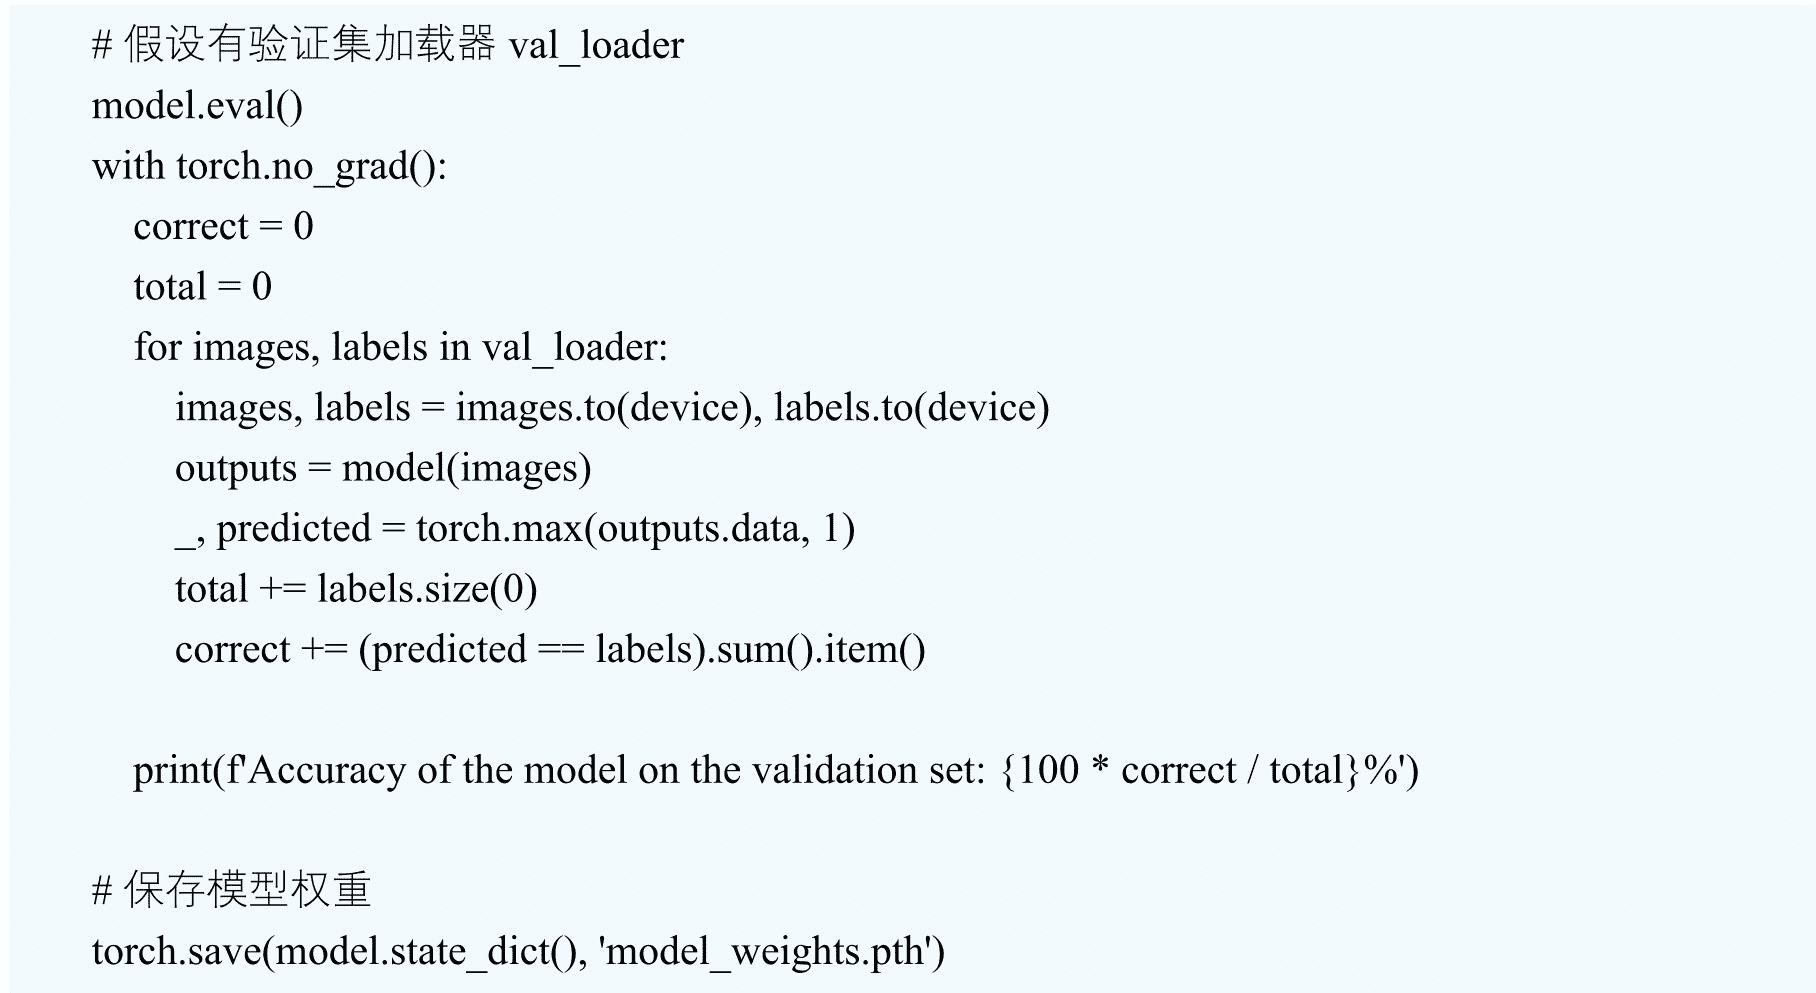 # 假设有验证集加载器 val_loader
model.eval()
with torch.no_grad():
correct = 0
total = 0
for images, labels in val_loader:
images, labels = images.to(device), labels.to(device)
outputs = model(images)
_, predicted = torch.max(outputs.data, 1)
total += labels.size(0)
correct += (predicted == labels).sum().item()
print(f'Accuracy of the model on the validation set: {100 * correct / total}%')
# 保存模型权重
torch.save(model.state_dict(), 'model_weights.pth')